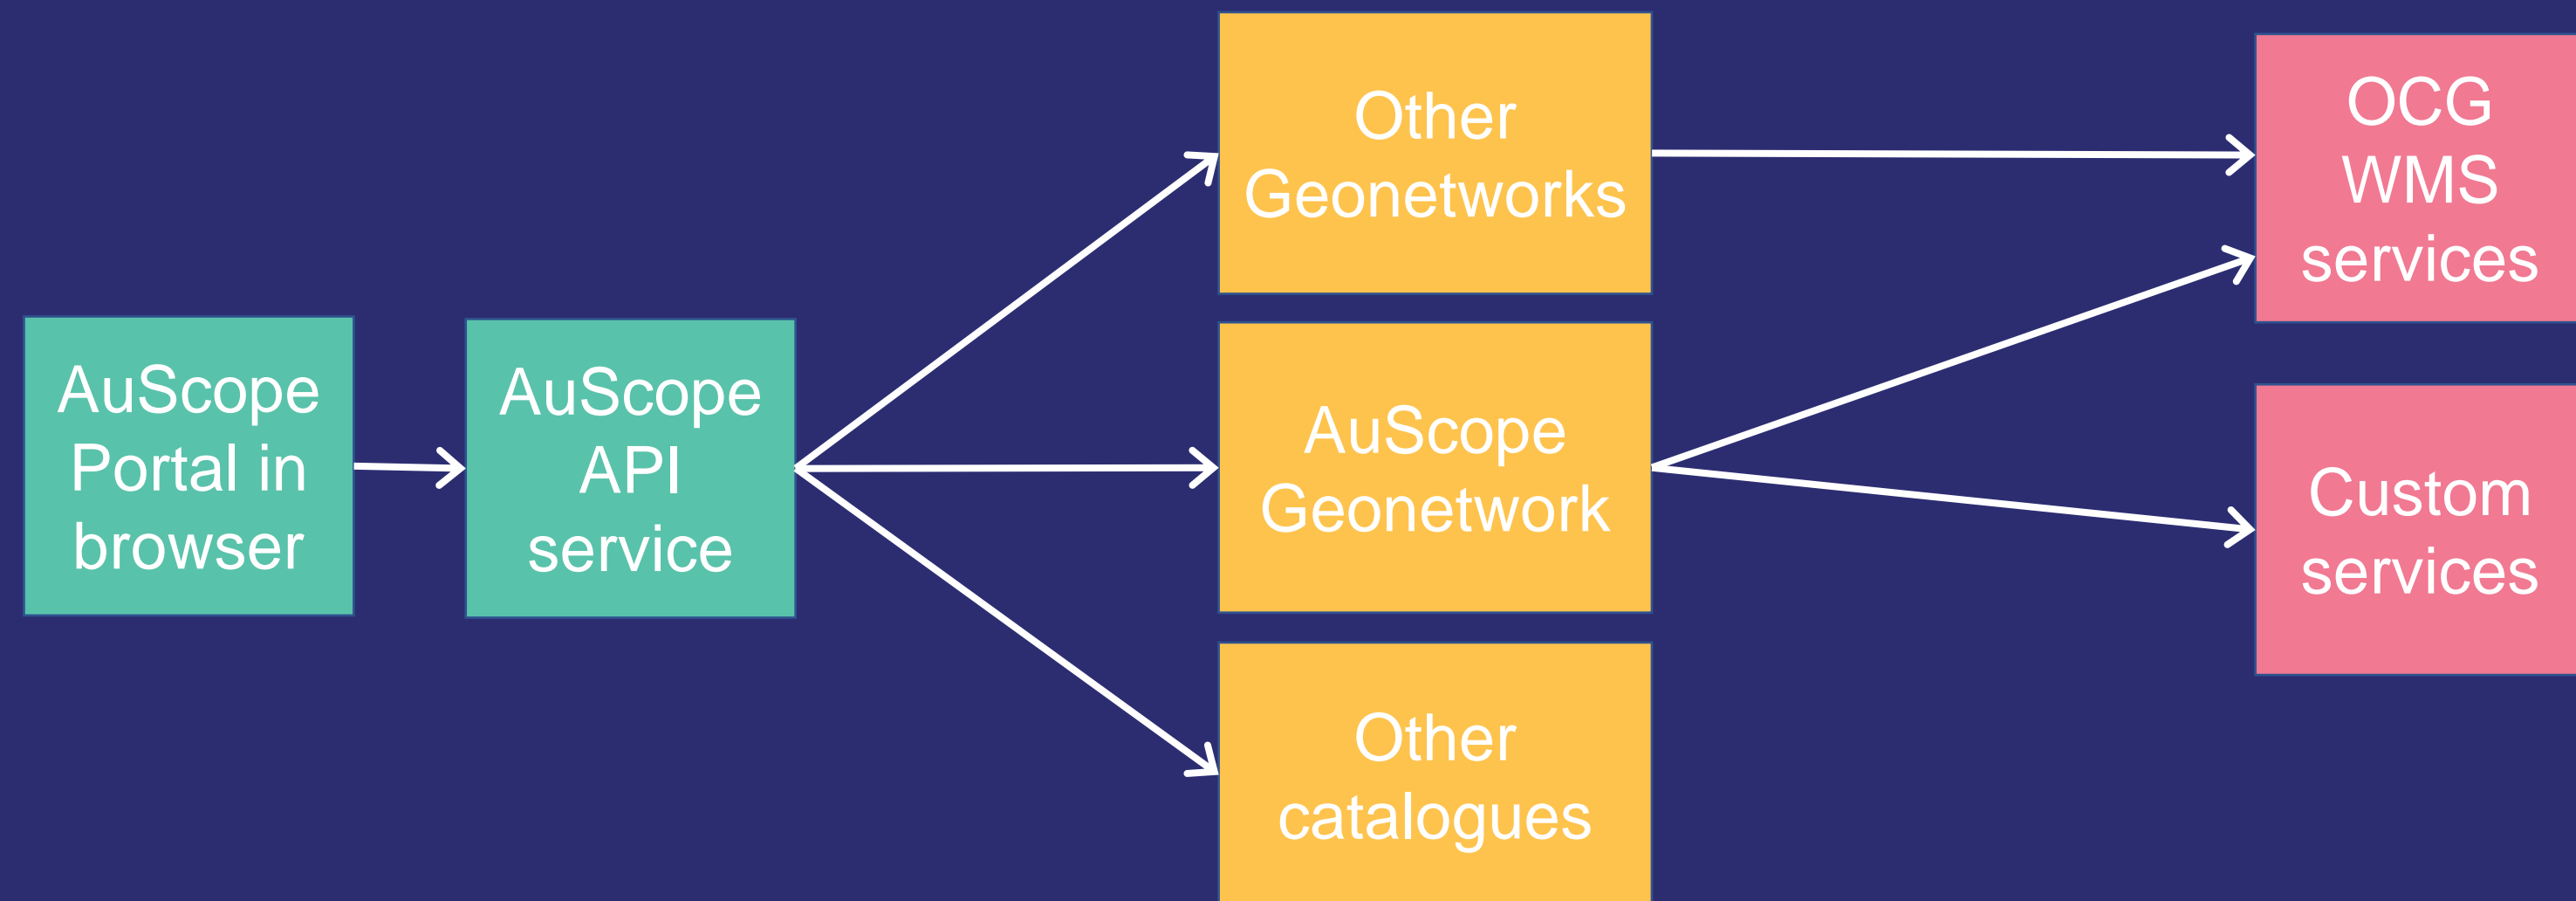 AuScope
Portal in
browser
AuScope
API
service
Other
Geonetworks
AuScope
Geonetwork
Other
catalogues
OCG
WMS
services
Custom
services